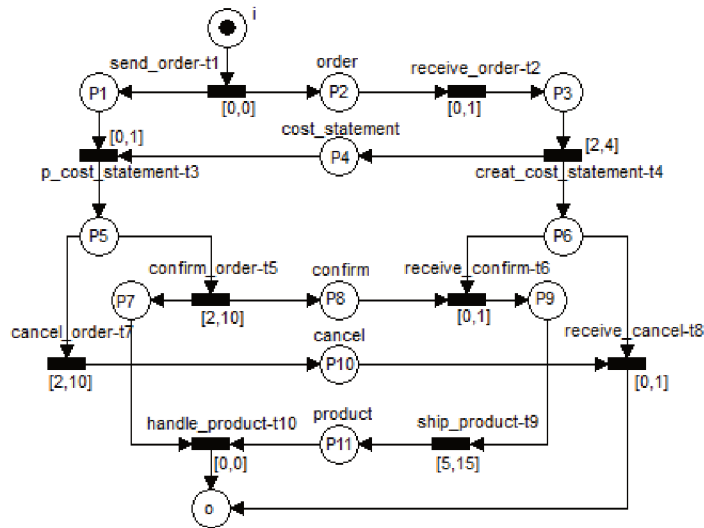 i
send_order-t1
order
receive_order-t2
P1
P2
P3
[0,0]
[0,1]
[0,1]
cost_statement
[2,4]
P4
p_cost_statement-t3
creat_cost_statement-t4
P5
P6
confirm_order-t5
confirm
receive_confirm-t6
P7
P8
P9
[2,10]
[0,1]
cancel_order-t7
cancel
receive_cancel-t8
P10
[2,10]
[0,1]
handle_product-t10
product
ship_product-t9
P11
[0,0]
[5,15]
o